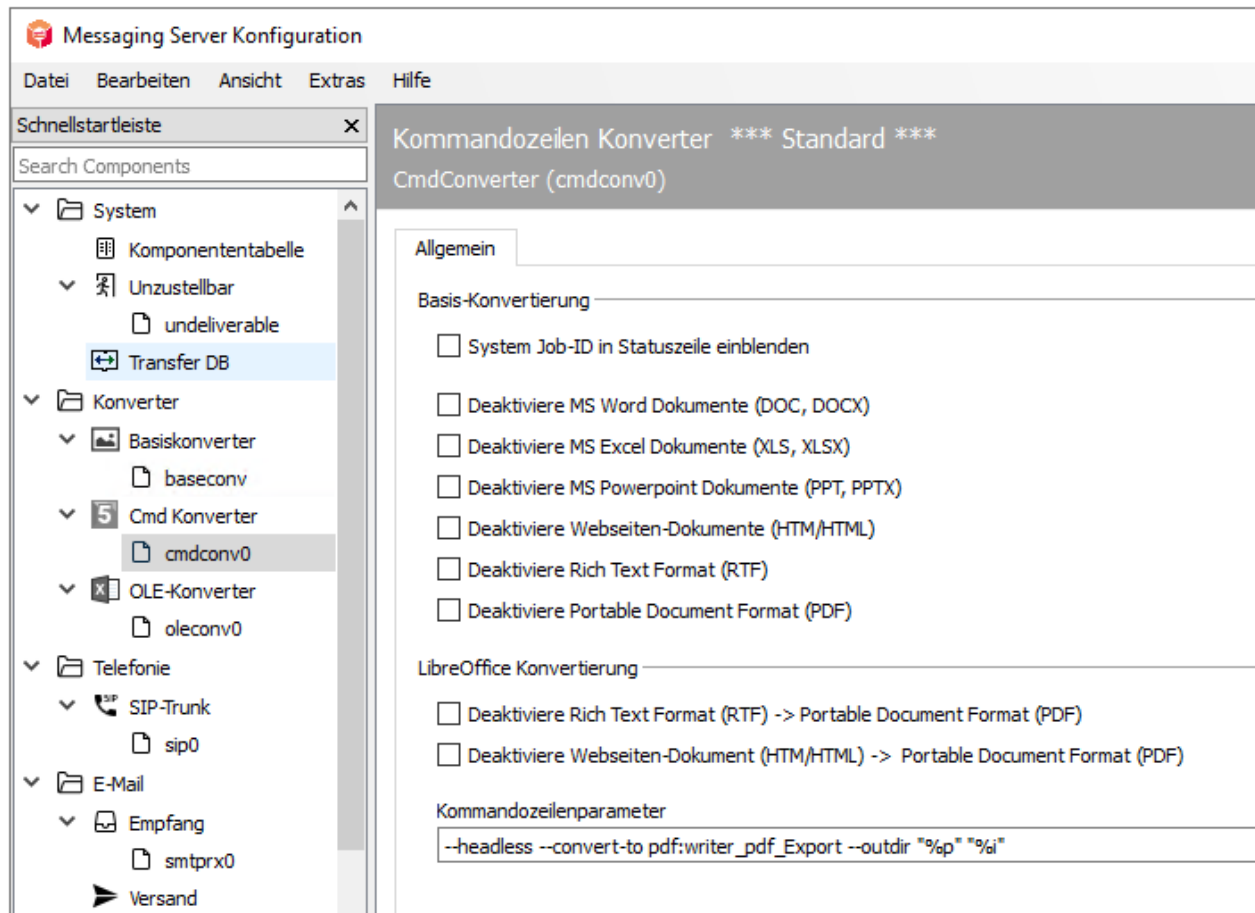 Messaging Server Konfiguration
Datei Bearbeiten Ansicht Extras Hilfe
Schnellstartleiste
Search Components
System
Komponententabelle
Unzustellbar
undeliverable
Transfer DB
Konverter
Basiskonverter
baseconv
5 Cmd Konverter
cmdconv0
OLE-Konverter
oleconv0
Telefonie
SIP SIP-Trunk
sip0
E-Mail
Empfang
smtprx0
Versand
Kommandozeilen Konverter *** Standard ***
CmdConverter (cmdconv0)
Allgemein
Basis-Konvertierung
System Job-ID in Statuszeile einblenden
Deaktiviere MS Word Dokumente (DOC, DOCX)
Deaktiviere MS Excel Dokumente (XLS, XLSX)
Deaktiviere MS Powerpoint Dokumente (PPT, PPTX)
Deaktiviere Webseiten-Dokumente (HTM/HTML)
Deaktiviere Rich Text Format (RTF)
Deaktiviere Portable Document Format (PDF)
LibreOffice Konvertierung
Deaktiviere Rich Text Format (RTF) -> Portable Document Format (PDF)
Deaktiviere Webseiten-Dokument (HTM/HTML) -> Portable Document Format (PDF)
Kommandozeilenparameter
--headless --convert-to pdf:writer_pdf_Export --outdir "%p" "%i"